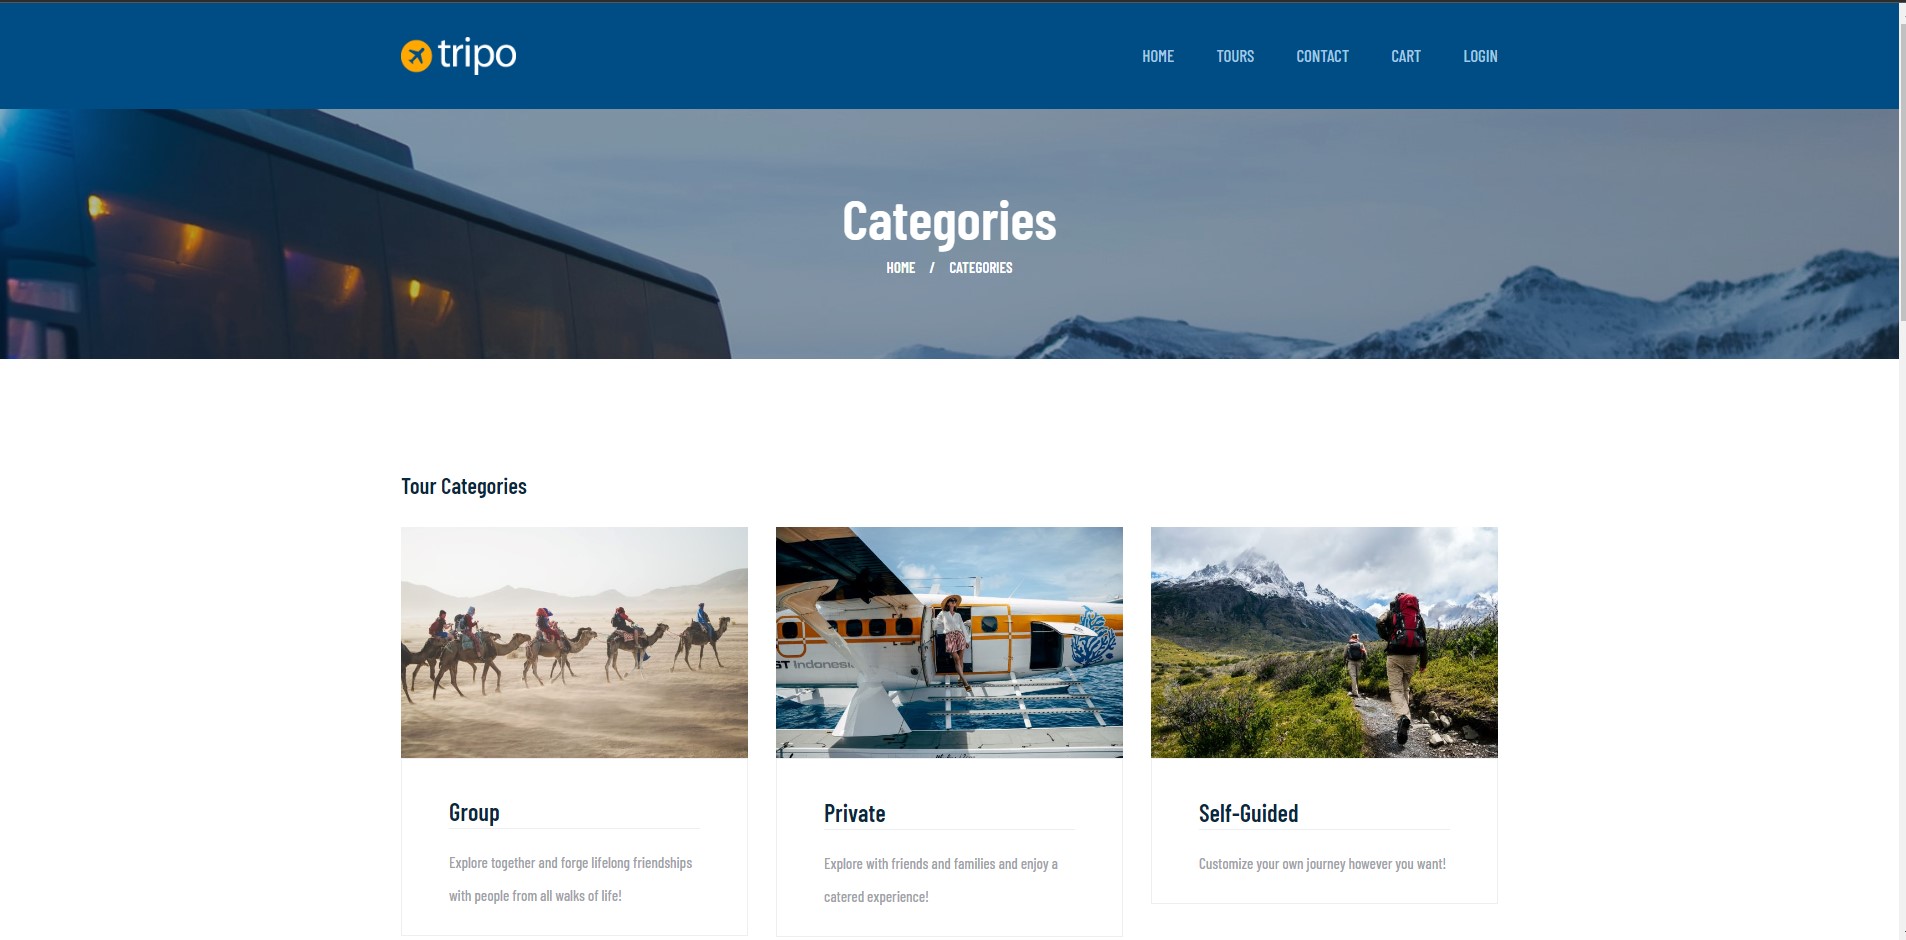 tripo
HOME TOURS CONTACT CART LOGIN
Categories
HOME / CATEGORIES
Tour Categories
ST Indonesia
Group
Explore together and forge lifelong friendships
with people from all walks of life!
Private
Explore with friends and families and enjoy a
catered experience!
Self-Guided
Customize your own journey however you want!